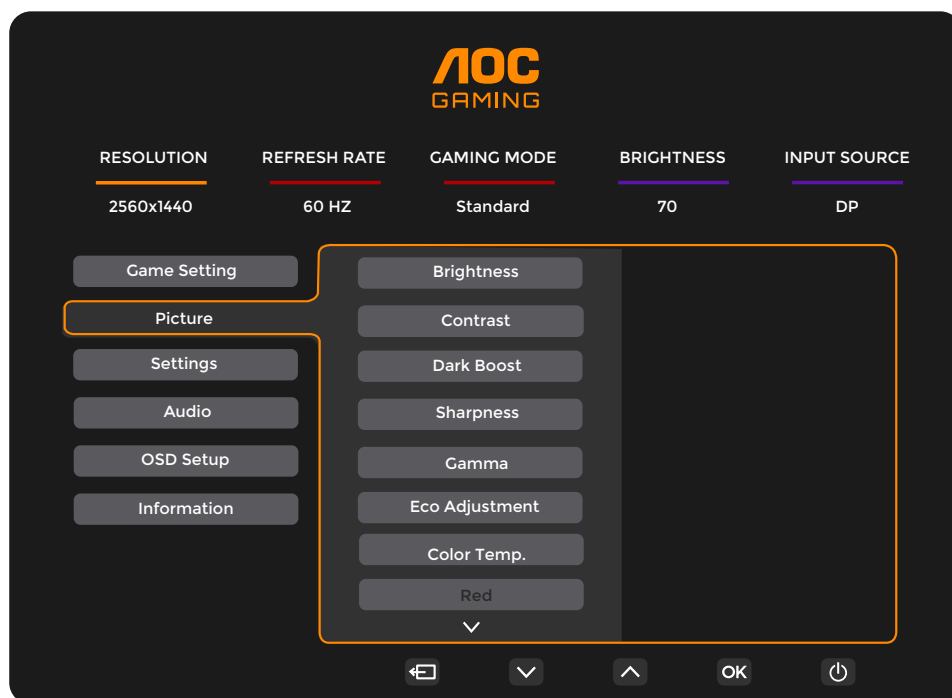 AOC
GAMING
RESOLUTION REFRESH RATE GAMING MODE BRIGHTNESS INPUT SOURCE
2560x1440 60 HZ Standard 70 DP
Game Setting
Picture
Settings
Audio
OSD Setup
Information
Brightness
Contrast
Dark Boost
Sharpness
Gamma
Eco Adjustment
Color Temp.
Red
OK